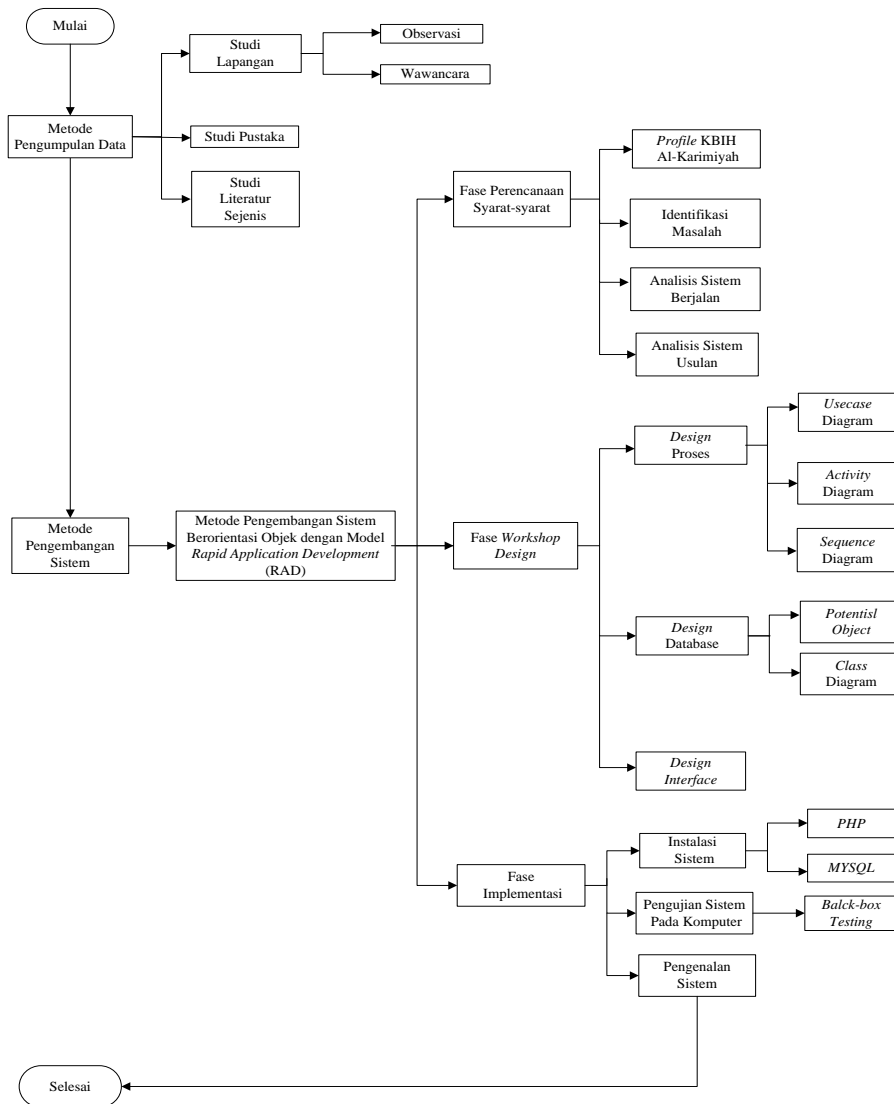 Mulai
Metode
Pengumpulan Data
Studi
Lapangan
Observasi
Wawancara
Studi Pustaka
Studi
Literatur
Sejenis
Fase Perencanaan
Syarat-syarat
Profile KBIH
Al-Karimiyah
Identifikasi
Masalah
Analisis Sistem
Berjalan
Analisis Sistem
Usulan
Metode
Pengembangan
Sistem
Metode Pengembangan Sistem
Berorientasi Objek dengan Model
Rapid Application Development
(RAD)
Fase Workshop
Design
Design
Proses
Usecase
Diagram
Activity
Diagram
Sequence
Diagram
Design
Database
Potentisl
Object
Class
Diagram
Design
Interface
Fase
Implementasi
Instalasi
Sistem
PHP
MYSQL
Pengujian Sistem
Pada Komputer
Balck-box
Testing
Pengenalan
Sistem
Selesai